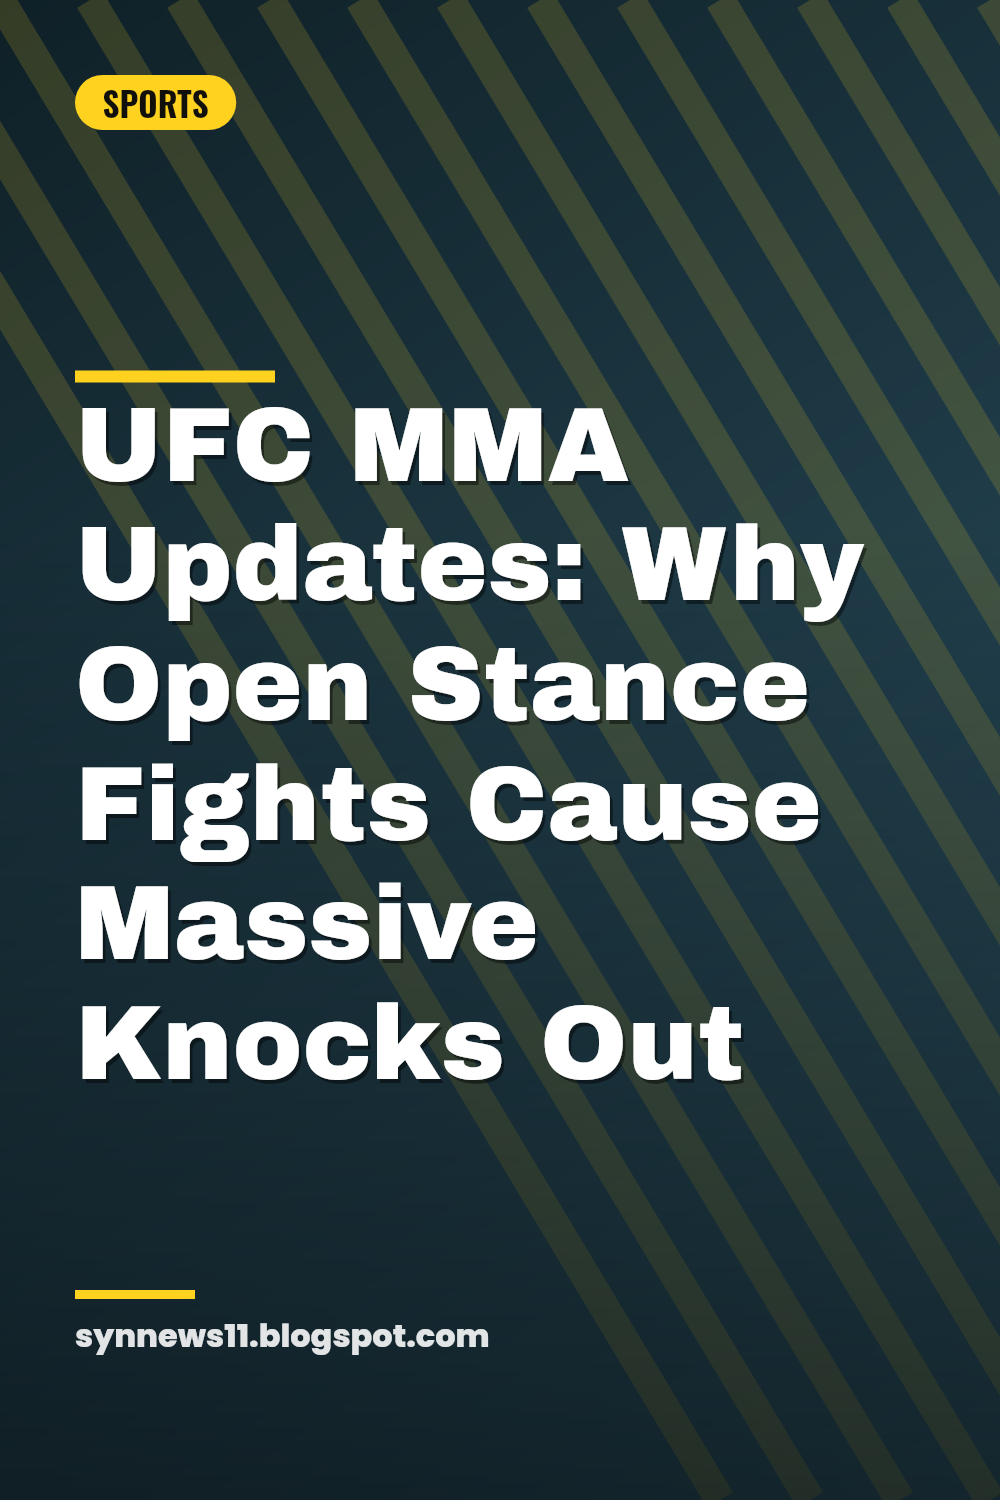 SPORTS
UFC MMA
Updates: Why
Open Stance
Fights Cause
Massive
Knocks Out
synnews11.blogspot.com